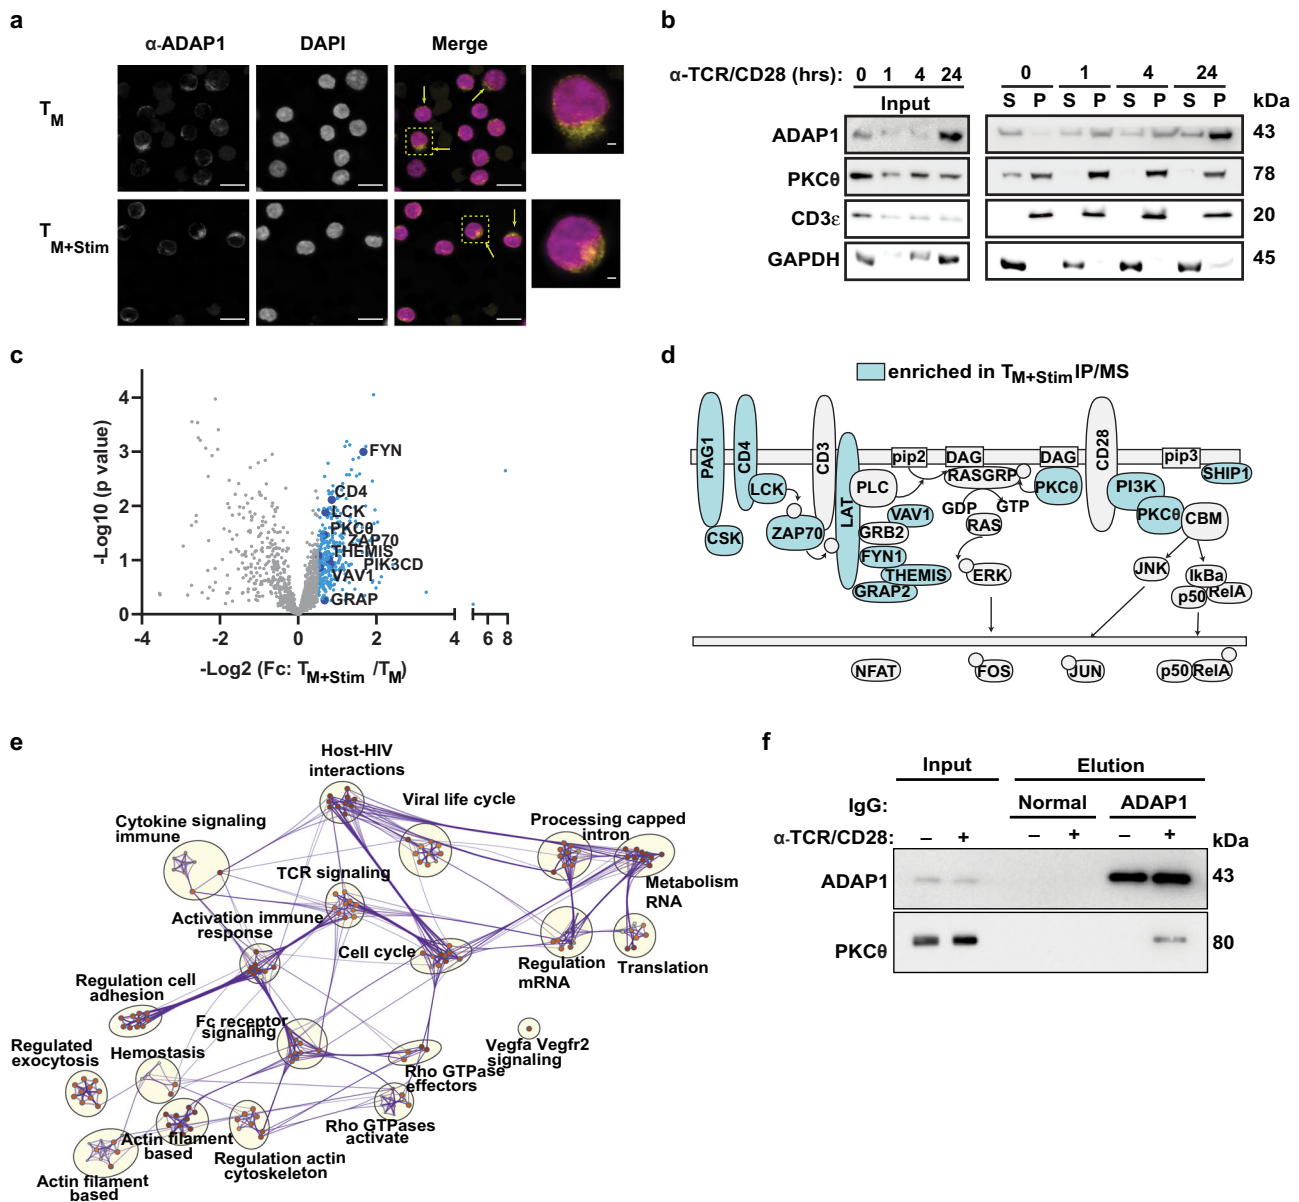 a
α-ADAP1
DAPI
Merge
TM
TM+Stim
b
α-TCR/CD28 (hrs):
0 1 4 24
Input
0 1 4 24
S P S P S P S P
kDa
ADAP1
43
PKCθ
78
CD3ε
20
GAPDH
45
c
-Log10 (p value)
4
3
2
1
0
-4 -2 0 2 4 6 8
-Log2 (Fc: TM+Stim /TM)
FYN
CD4
LCK
PKCθ
ZAP70
THEMIS
PIK3CD
VAV1
GRAP
d
enriched in TM+Stim IP/MS
PAG1
CD4
CD3
LAT
CD28
pip2
DAG
DAG
pip3
RASGRP
SHIP1
LCK
PLC
PKCθ
PI3K
GDP
GTP
VAV1
PKCθ
CBM
CSK
ZAP70
GRB2
RAS
FYN1
THEMIS
ERK
JNK
IkBa
GRAP2
p50
RelA
NFAT
FOS
JUN
p50
RelA
e
Host-HIV
interactions
Viral life cycle
Cytokine signaling
immune
Processing capped
intron
TCR signaling
Metabolism
RNA
Activation immune
response
Cell cycle
Regulation
mRNA
Translation
Regulation cell
adhesion
Fc receptor
signaling
Vegfa Vegfr2
signaling
Regulated
exocytosis
Hemostasis
Rho GTPase
effectors
Rho GTPases
activate
Actin filament
based
Regulation actin
cytoskeleton
Actin filament
based
f
Input
Elution
IgG:
Normal
ADAP1
α-TCR/CD28:
– + – + – +
kDa
ADAP1
43
PKCθ
80